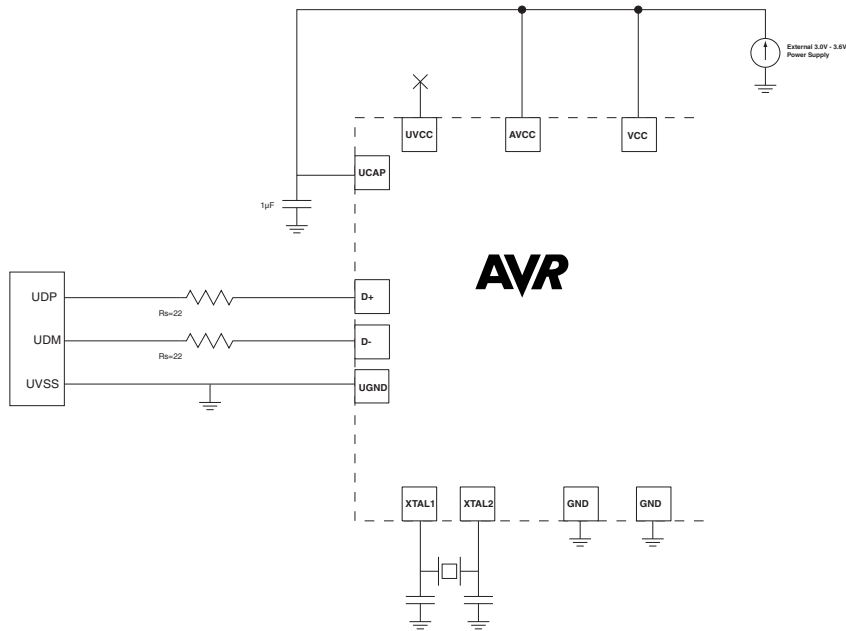 External 3.0V - 3.6V
Power Supply
UVCC
AVCC
VCC
UCAP
1µF
AVR
UDP
Rs=22
D+
UDM
Rs=22
D-
UVSS
UGND
XTAL1
XTAL2
GND
GND